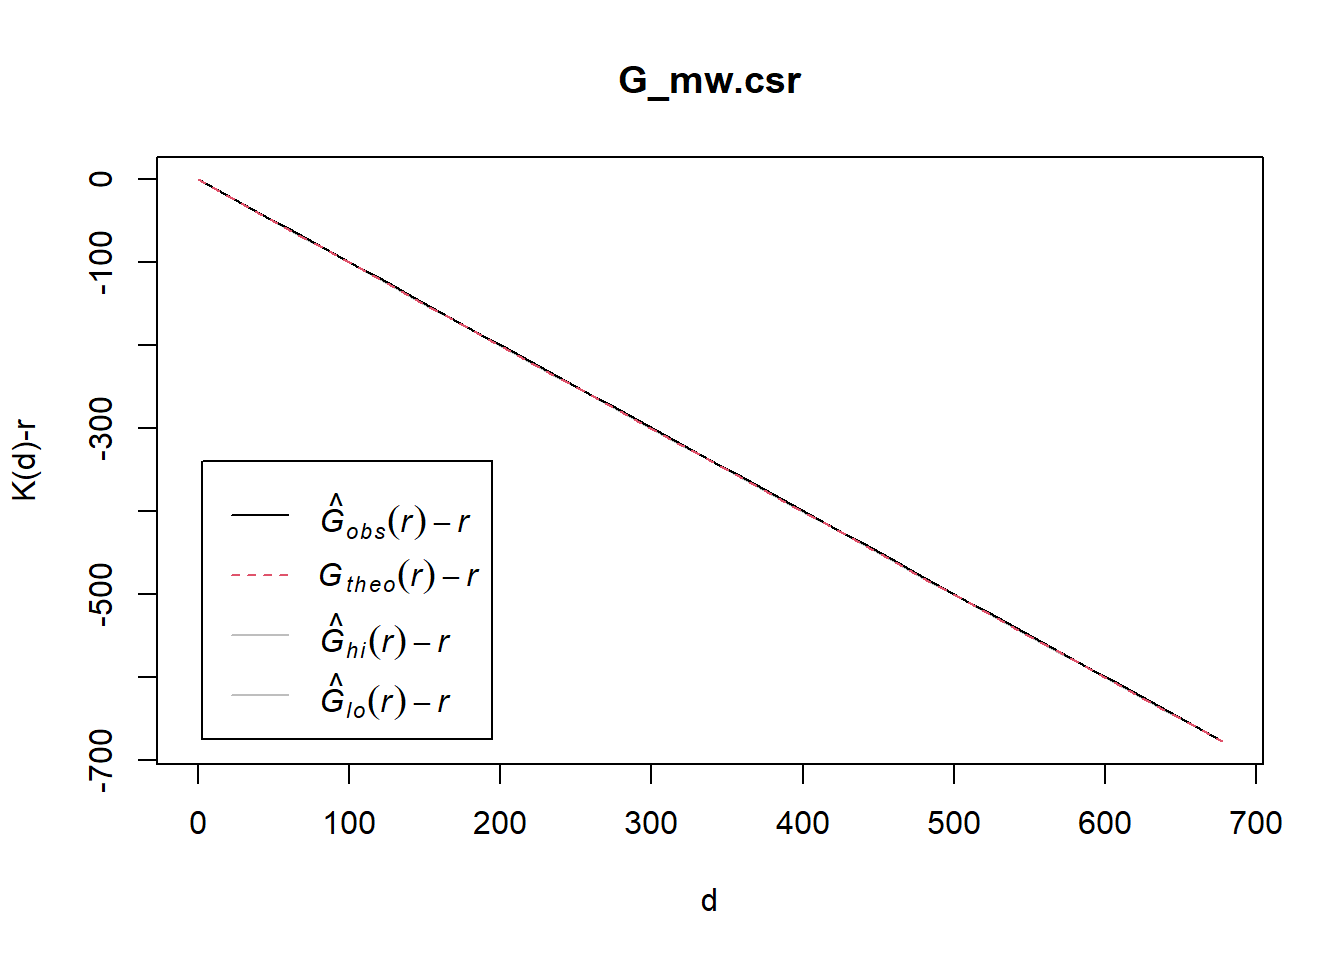 G_mw.csr
K(d)-r
0
-100
-300
-500
-700
Ĝobs(r) − r
Gtheo(r) − r
Ĝhi(r) − r
Ĝlo(r) − r
0 100 200 300 400 500 600 700
d